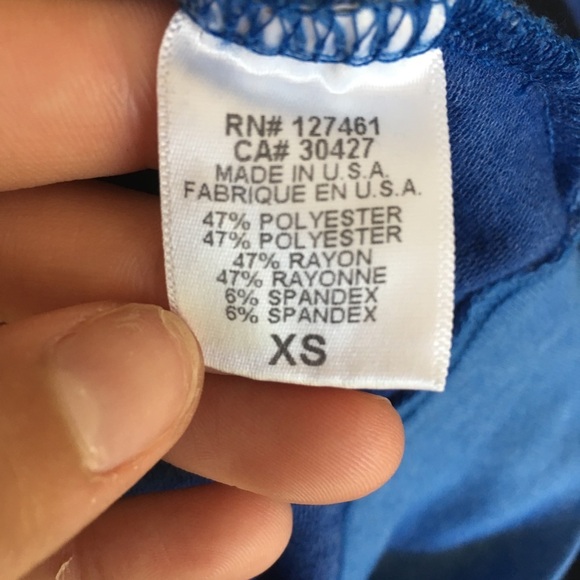 RN# 127461
CA# 30427
MADE IN U.S.A.
FABRIQUE EN U.S.A.
47% POLYESTER
47% POLYESTER
47% RAYON
47% RAYONNE
6% SPANDEX
6% SPANDEX
XS